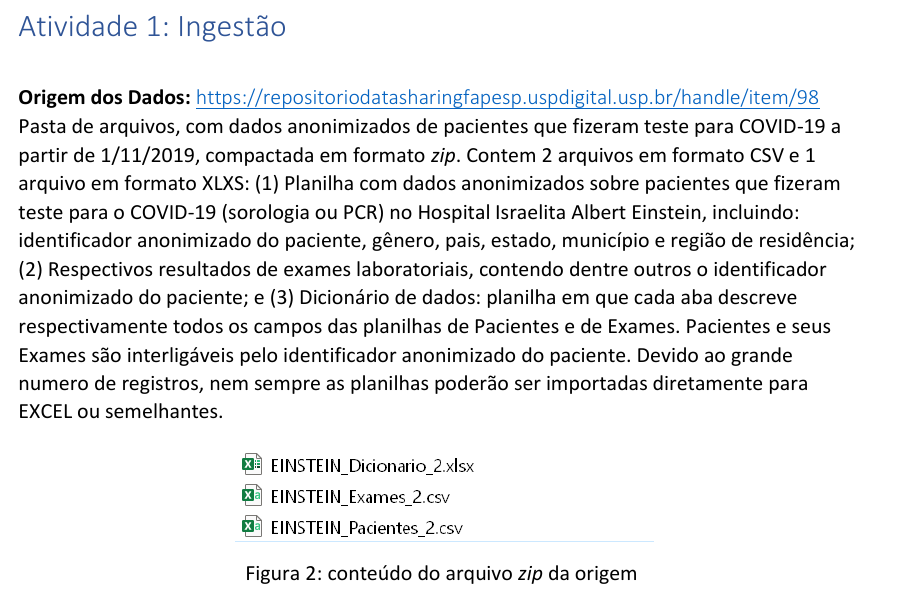 Atividade 1: Ingestão
Origem dos Dados: https://repositoriodatasharingfapesp.uspdigital.usp.br/handle/item/98
Pasta de arquivos, com dados anonimizados de pacientes que fizeram teste para COVID-19 a
partir de 1/11/2019, compactada em formato zip. Contem 2 arquivos em formato CSV e 1
arquivo em formato XLXS: (1) Planilha com dados anonimizados sobre pacientes que fizeram
teste para o COVID-19 (sorologia ou PCR) no Hospital Israelita Albert Einstein, incluindo:
identificador anonimizado do paciente, gênero, pais, estado, município e região de residência;
(2) Respectivos resultados de exames laboratoriais, contendo dentre outros o identificador
anonimizado do paciente; e (3) Dicionário de dados: planilha em que cada aba descreve
respectivamente todos os campos das planilhas de Pacientes e de Exames. Pacientes e seus
Exames são interligáveis pelo identificador anonimizado do paciente. Devido ao grande
numero de registros, nem sempre as planilhas poderão ser importadas diretamente para
EXCEL ou semelhantes.
EINSTEIN_Dicionario_2.xlsx
EINSTEIN_Exames_2.csv
EINSTEIN_Pacientes_2.csv
Figura 2: conteúdo do arquivo zip da origem